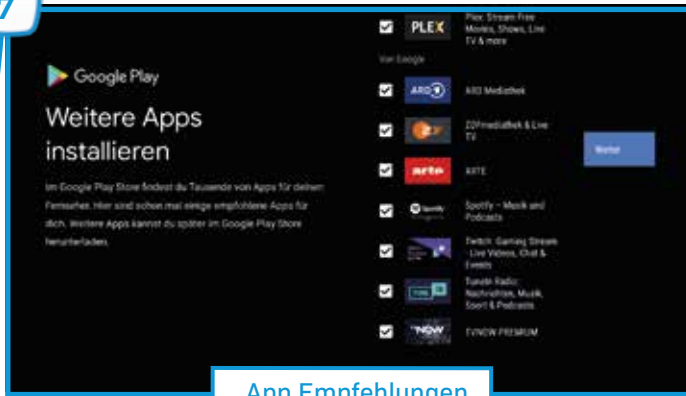 7
Google Play
Weitere Apps
installieren
Im Google Play Store findest du Tausende von Apps für deinen
Fernseher. Hier sind schon mal einige empfohlene Apps für
dich. Weitere Apps kannst du später im Google Play Store
herunterladen.
PLEX
Plex: Stream Free
Movies, Shows, Live
TV & more
Von Google
ARD
ARD Mediathek
ZDF
ZDFmediathek & Live
TV
arte
ARTE
Spotify
Spotify – Musik und
Podcasts
Twitch: Gaming Stream
- Live Videos, Chat &
Events
TuneIn Radio:
Nachrichten, Musik,
Sport & Podcasts
NOW
TVNOW PREMIUM
Weiter
App Empfehlungen